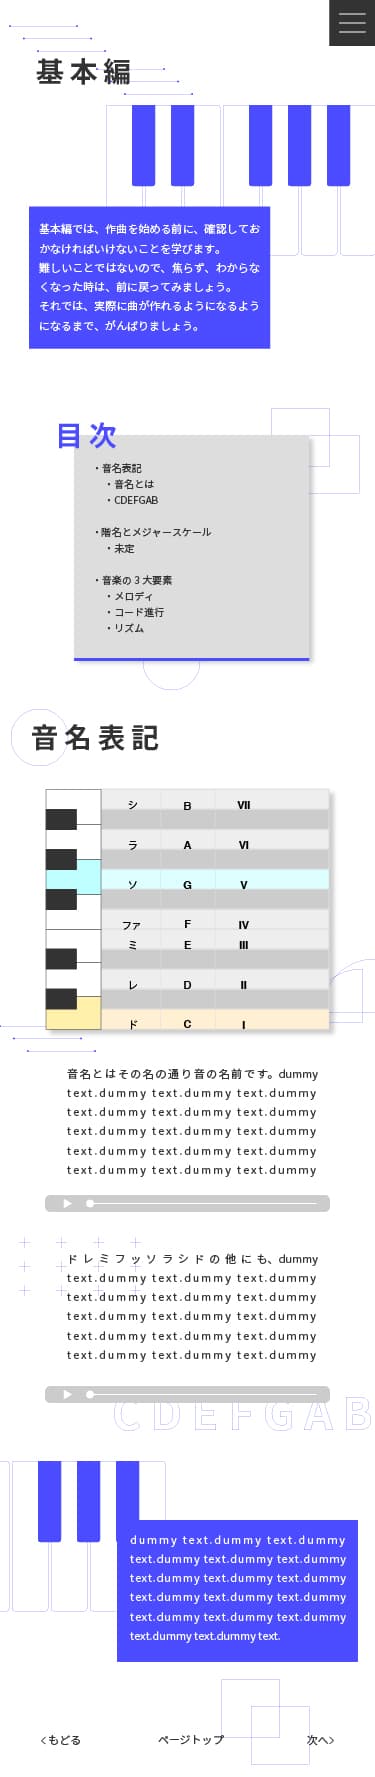 基本編
基本編では、作曲を始める前に、確認してお
かなければいけないことを学びます。
難しいことではないので、焦らず、わからな
くなった時は、前に戻ってみましょう。
それでは、実際に曲が作れるようになるよう
になるまで、がんばりましょう。
目次
・音名表記
・音名とは
・CDEFGAB
・階名とメジャースケール
・未定
・音楽の3大要素
・メロディ
・コード進行
・リズム
音名表記
シ B VII
ラ A VI
ソ G V
ファ F IV
ミ E III
レ D II
ド C I
音名とはその名の通り音の名前です。dummy
text.dummy text.dummy text.dummy
text.dummy text.dummy text.dummy
text.dummy text.dummy text.dummy
text.dummy text.dummy text.dummy
text.dummy text.dummy text.dummy
ドレミフッソラシドの他にも、dummy
text.dummy text.dummy text.dummy
text.dummy text.dummy text.dummy
text.dummy text.dummy text.dummy
text.dummy text.dummy text.dummy
text.dummy text.dummy text.dummy
CDEFGAB
dummy text.dummy text.dummy
text.dummy text.dummy text.dummy
text.dummy text.dummy text.dummy
text.dummy text.dummy text.dummy
text.dummy text.dummy text.dummy
text.dummy text.dummy text.
<もどる ページトップ 次へ>